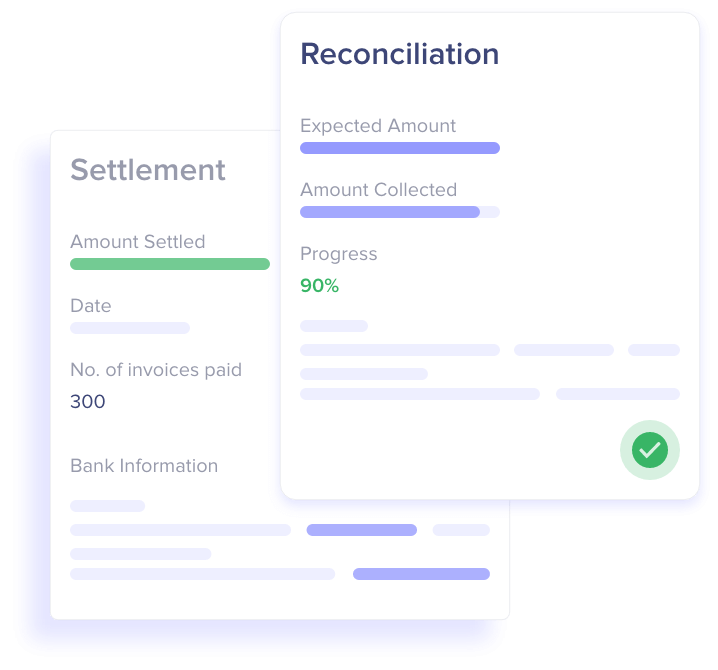 Reconciliation
Expected Amount
Amount Collected
Progress
90%
Settlement
Amount Settled
Date
No. of invoices paid
300
Bank Information